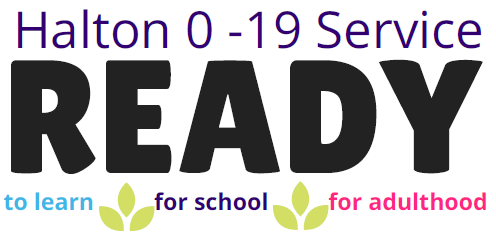 Halton 0 -19 Service
READY
to learn for school for adulthood